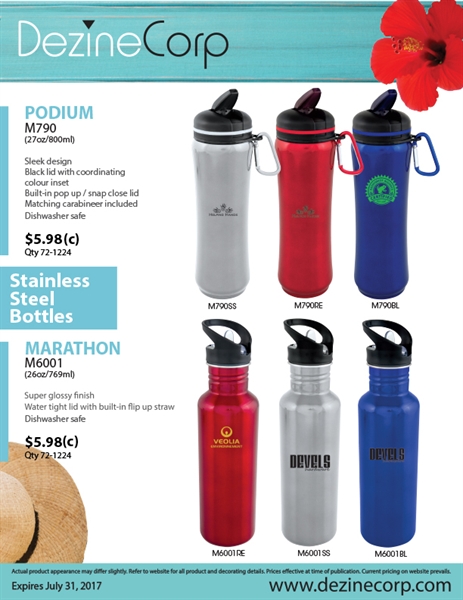 DezineCorp
PODIUM
M790
(27oz/800ml)
Sleek design
Black lid with coordinating
colour inset
Built-in pop up / snap close lid
Matching carabineer included
Dishwasher safe
$5.98(c)
Qty 72-1224
M790SS
M790RE
M790BL
Stainless
Steel
Bottles
MARATHON
M6001
(26oz/769ml)
Super glossy finish
Water tight lid with built-in flip up straw
Dishwasher safe
$5.98(c)
Qty 72-1224
VEOLIA
ENVIRONNEMENT
DEVELS
DEVELS
M6001RE
M6001SS
M6001BL
Actual product appearance may differ slightly. Refer to website for all product and decorating details. Prices effective at time of publication. Current pricing on website prevails.
Expires July 31, 2017
www.dezinecorp.com